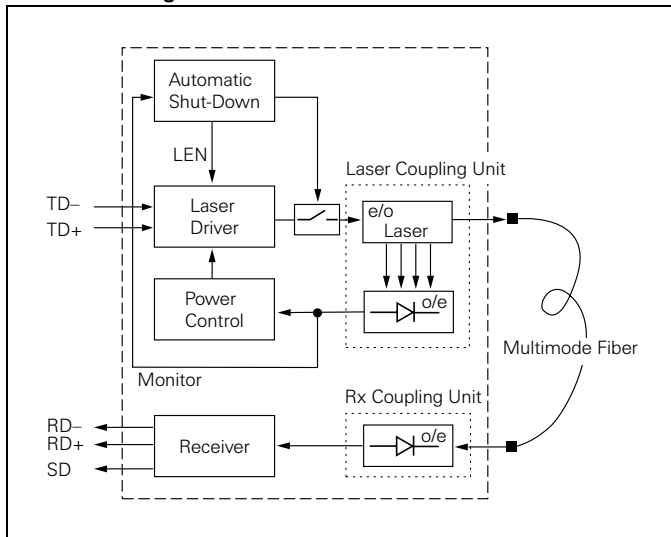 Automatic
Shut-Down
LEN
Laser Coupling Unit
TD–
TD+
Laser
Driver
e/o
Laser
Power
Control
o/e
Multimode Fiber
Monitor
Rx Coupling Unit
RD–
RD+
SD
Receiver
o/e